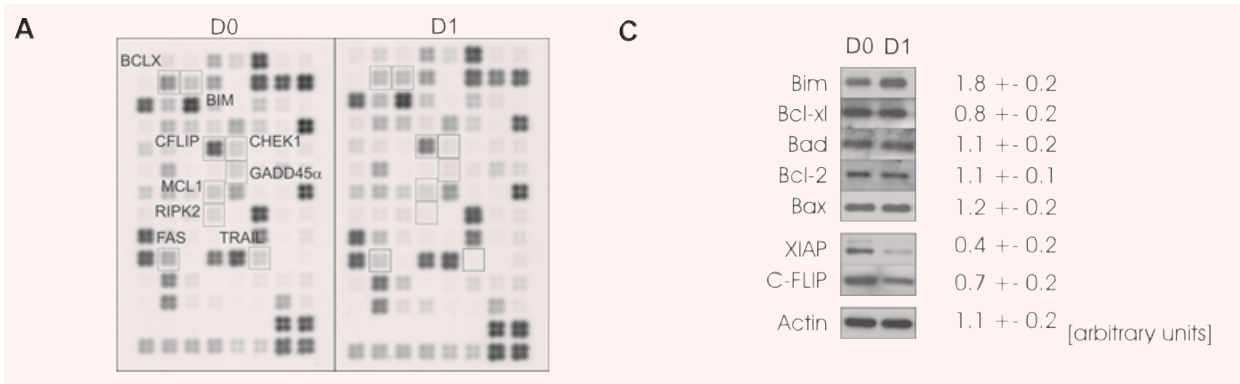 A
D0
D1
BCLX
BIM
CFLIP
CHEK1
GADD45α
MCL1
RIPK2
FAS
TRAIL
C
D0 D1
Bim 1.8 +- 0.2
Bcl-xl 0.8 +- 0.2
Bad 1.1 +- 0.2
Bcl-2 1.1 +- 0.1
Bax 1.2 +- 0.2
XIAP 0.4 +- 0.2
C-FLIP 0.7 +- 0.2
Actin 1.1 +- 0.2
[arbitrary units]